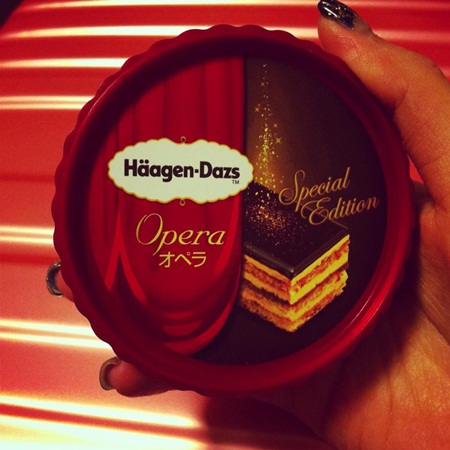 Häagen-Dazs
TM
Opera
オペラ
Special
Edition